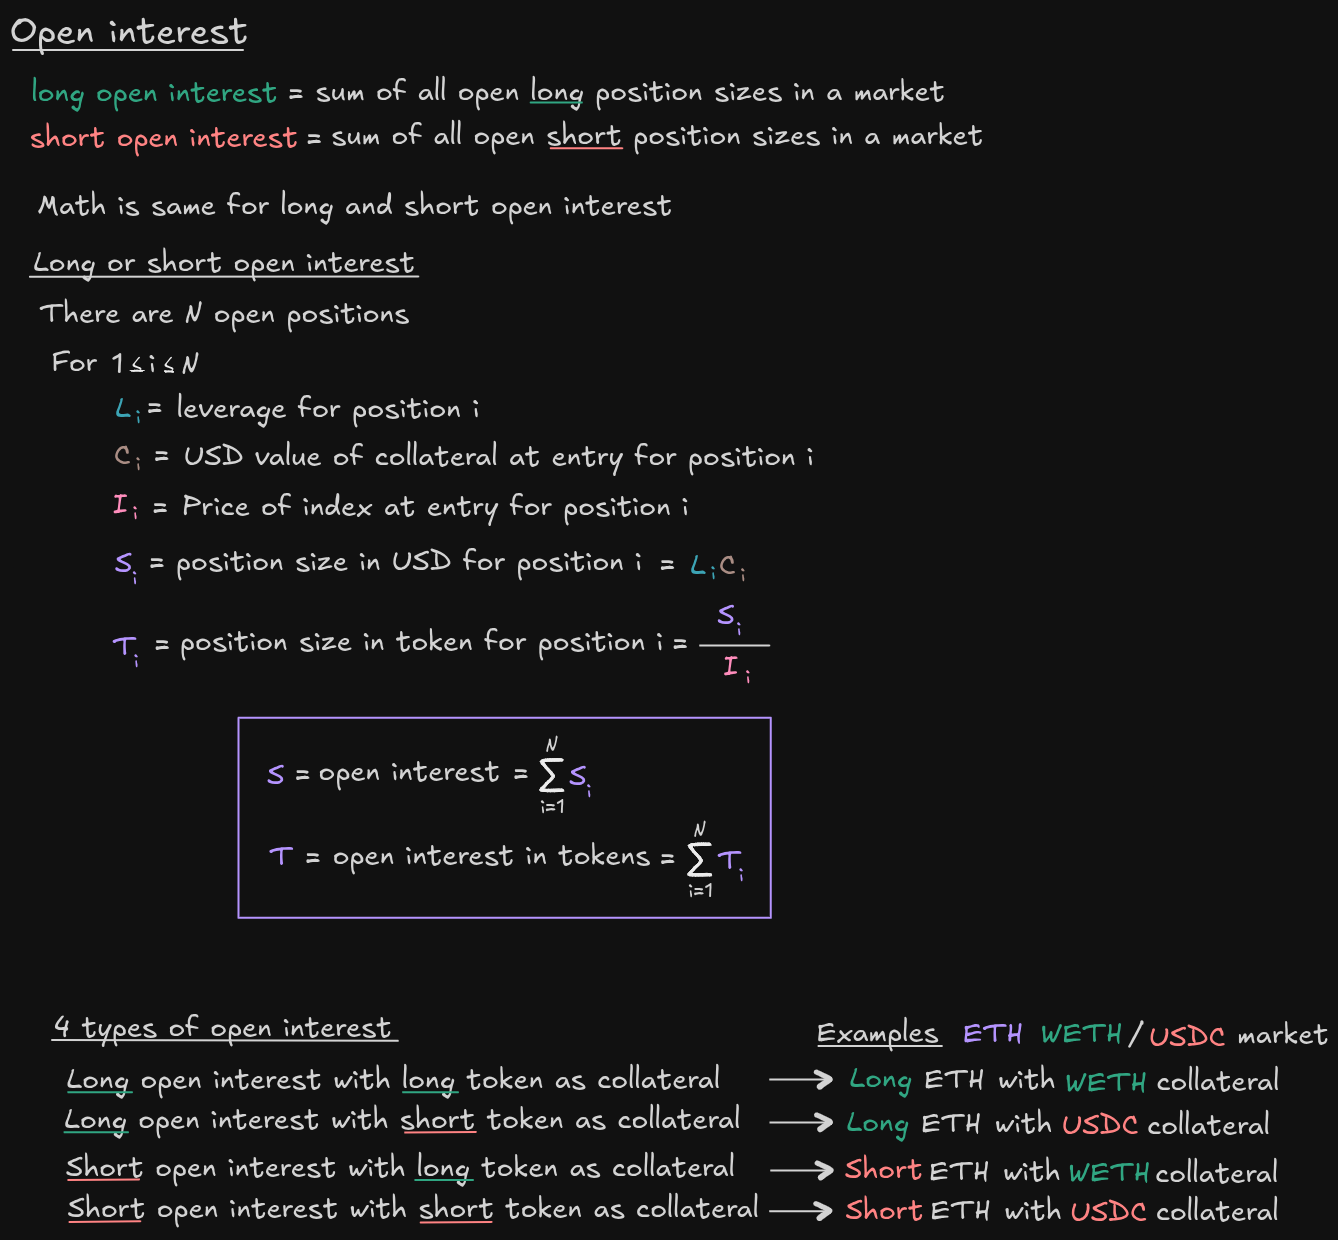 Open interest
long open interest = sum of all open long position sizes in a market
short open interest = sum of all open short position sizes in a market
Math is same for long and short open interest
Long or short open interest
There are N open positions
For 1 ≤ i ≤ N
L_i = leverage for position i
C_i = USD value of collateral at entry for position i
I_i = Price of index at entry for position i
S_i = position size in USD for position i = L_i C_i
T_i = position size in token for position i = S_i / I_i
S = open interest = ∑_{i=1}^{N} S_i
T = open interest in tokens = ∑_{i=1}^{N} T_i
4 types of open interest
Examples ETH WETH / USDC market
Long open interest with long token as collateral → Long ETH with WETH collateral
Long open interest with short token as collateral → Long ETH with USDC collateral
Short open interest with long token as collateral → Short ETH with WETH collateral
Short open interest with short token as collateral → Short ETH with USDC collateral